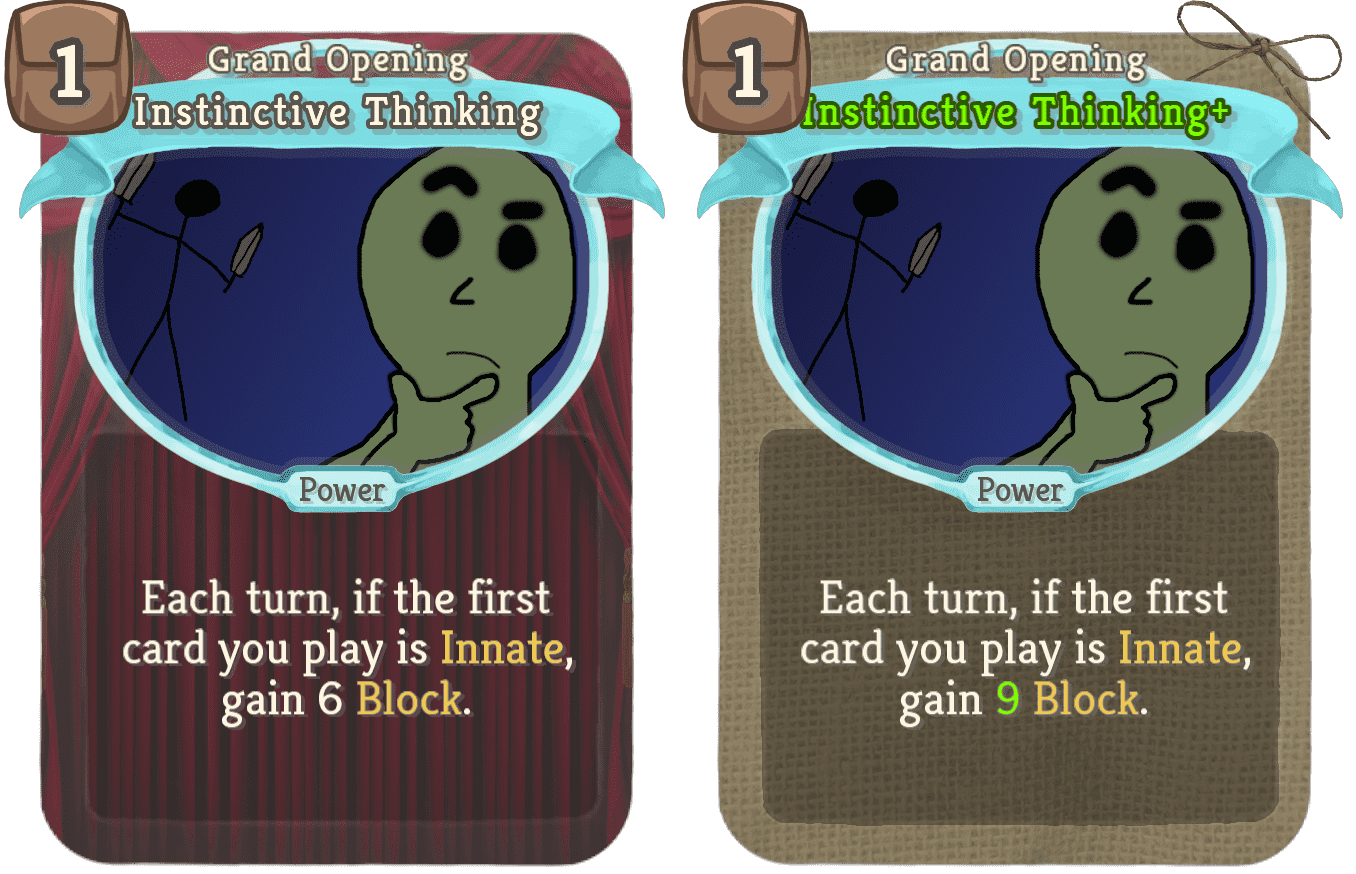 1
Grand Opening
Instinctive Thinking
Power
Each turn, if the first
card you play is Innate,
gain 6 Block.
1
Grand Opening
Instinctive Thinking+
Power
Each turn, if the first
card you play is Innate,
gain 9 Block.